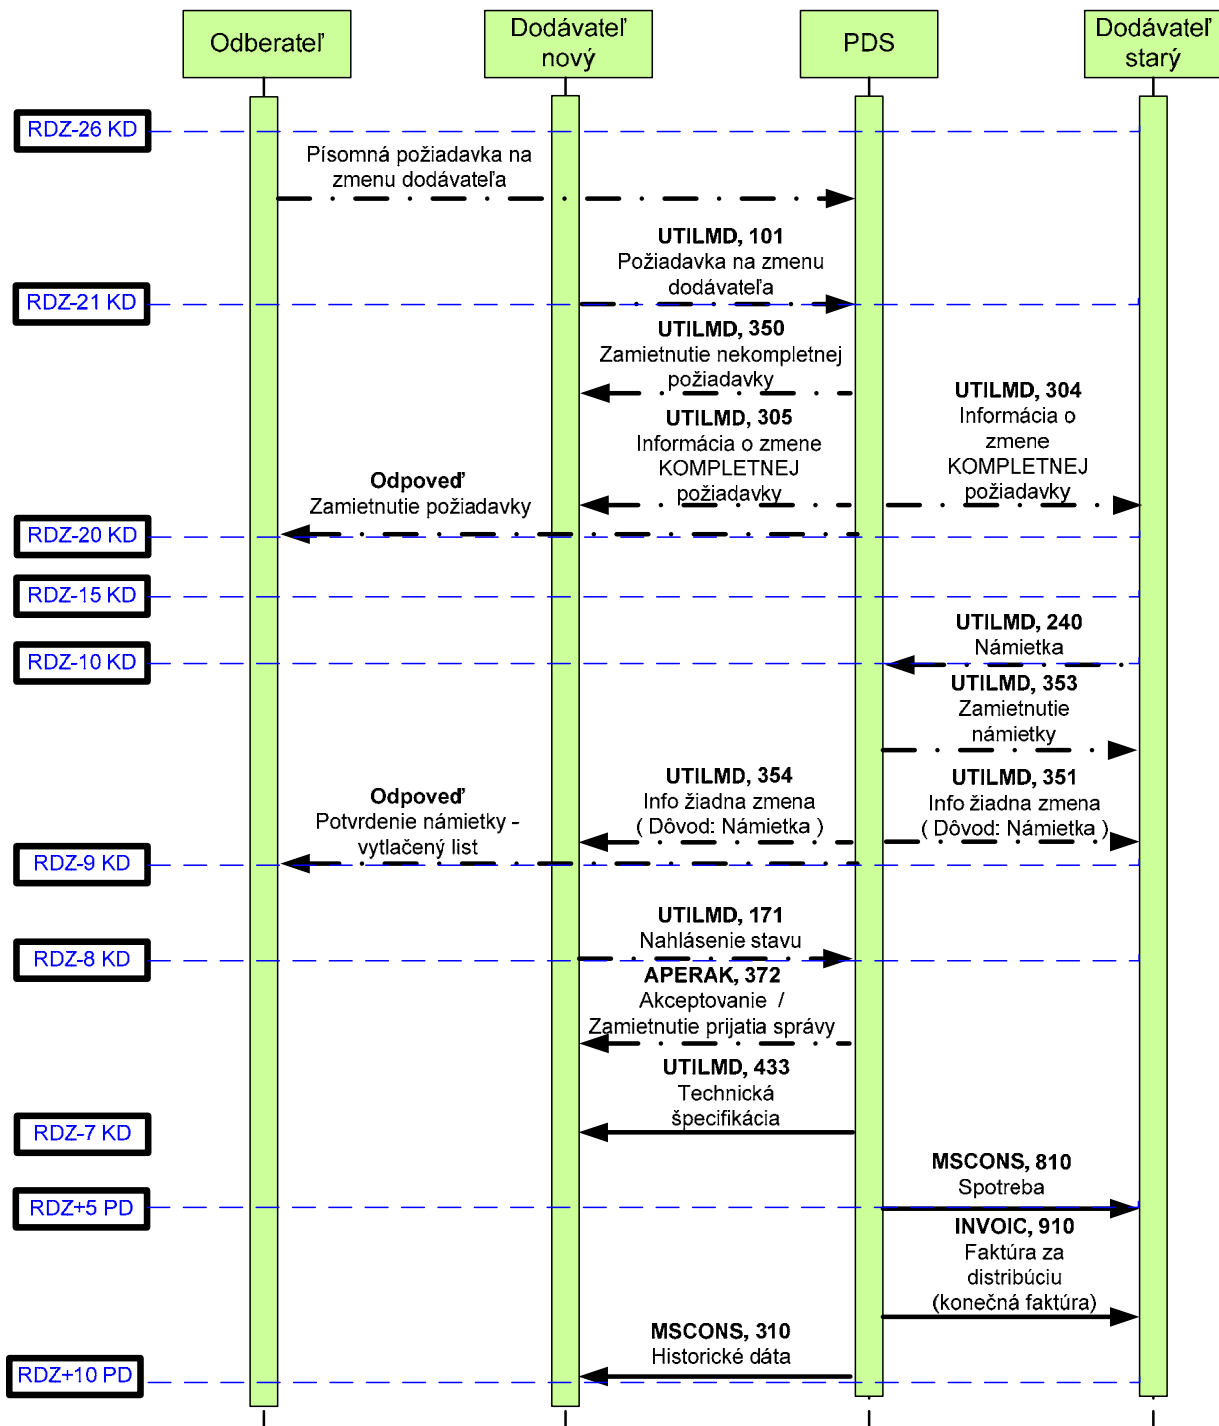 Odberateľ
Dodávateľ
nový
PDS
Dodávateľ
starý
RDZ-26 KD
Písomná požiadavka na
zmenu dodávateľa
UTILMD, 101
Požiadavka na zmenu
dodávateľa
RDZ-21 KD
UTILMD, 350
Zamietnutie nekompletnej
požiadavky
UTILMD, 304
Informácia o
zmene
KOMPLETNEJ
požiadavky
UTILMD, 305
Informácia o zmene
KOMPLETNEJ
požiadavky
Odpoveď
Zamietnutie požiadavky
RDZ-20 KD
RDZ-15 KD
UTILMD, 240
Námietka
RDZ-10 KD
UTILMD, 353
Zamietnutie
námietky
UTILMD, 354
Info žiadna zmena
( Dôvod: Námietka )
UTILMD, 351
Info žiadna zmena
( Dôvod: Námietka )
Odpoveď
Potvrdenie námietky -
vytlačený list
RDZ-9 KD
UTILMD, 171
Nahlásenie stavu
RDZ-8 KD
APERAK, 372
Akceptovanie /
Zamietnutie prijatia správy
UTILMD, 433
Technická
špecifikácia
RDZ-7 KD
MSCONS, 810
Spotreba
RDZ+5 PD
INVOIC, 910
Faktúra za
distribúciu
(konečná faktúra)
MSCONS, 310
Historické dáta
RDZ+10 PD